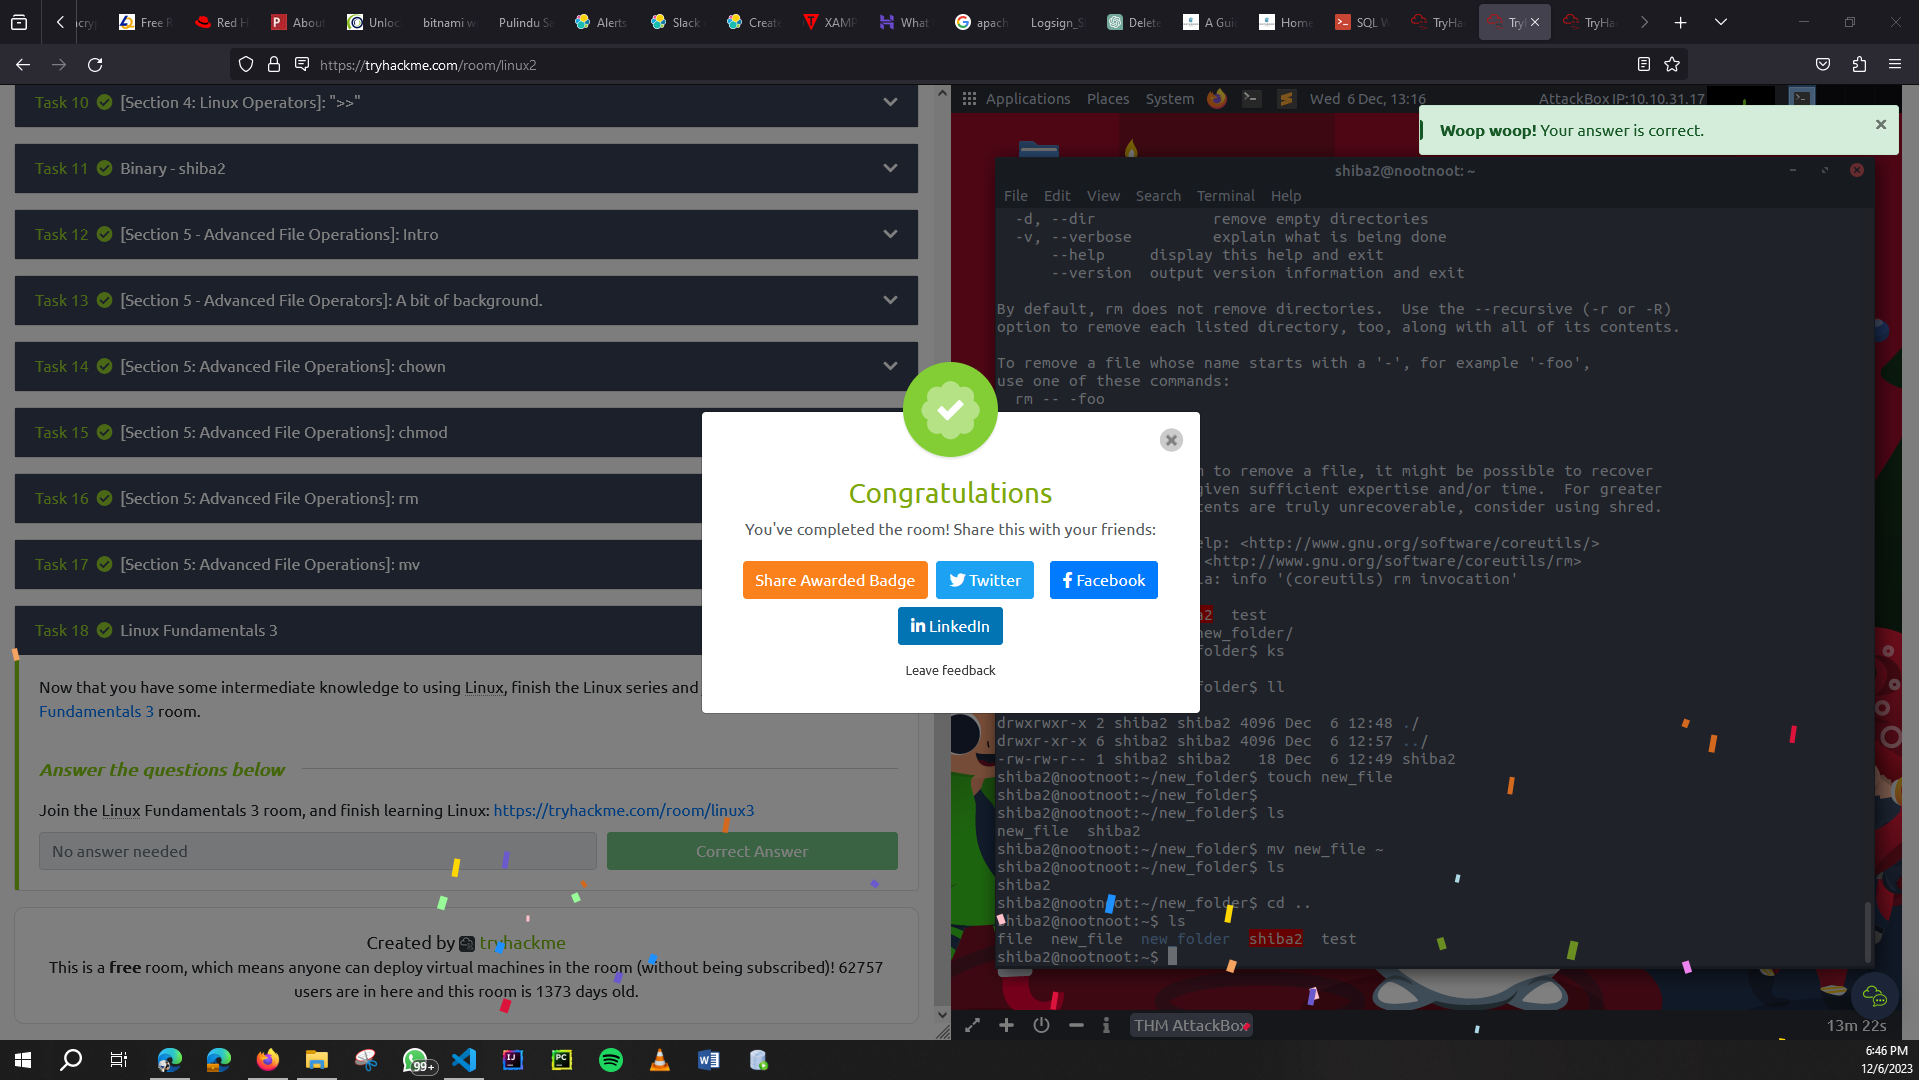 Free R
Red H
About
Unloc
bitnami w
Pulindu Sa
Alerts
Slack
Create
XAMP
What
apach
Logsign_S
Delete
A Gui
Home
SQL W
TryHa
Try
TryHa
https://tryhackme.com/room/linux2
Task 10 [Section 4: Linux Operators]: ">>"
Task 11 Binary - shiba2
Task 12 [Section 5 - Advanced File Operations]: Intro
Task 13 [Section 5 - Advanced File Operators]: A bit of background.
Task 14 [Section 5: Advanced File Operations]: chown
Task 15 [Section 5: Advanced File Operations]: chmod
Task 16 [Section 5: Advanced File Operations]: rm
Task 17 [Section 5: Advanced File Operations]: mv
Task 18 Linux Fundamentals 3
Now that you have some intermediate knowledge to using Linux, finish the Linux series and
Fundamentals 3 room.
Answer the questions below
Join the Linux Fundamentals 3 room, and finish learning Linux: https://tryhackme.com/room/linux3
No answer needed
Correct Answer
Created by tryhackme
This is a free room, which means anyone can deploy virtual machines in the room (without being subscribed)! 62757
users are in here and this room is 1373 days old.
Congratulations
You've completed the room! Share this with your friends:
Share Awarded Badge
Twitter
Facebook
LinkedIn
Leave feedback
Applications Places System Wed 6 Dec, 13:16 AttackBox IP:10.10.31.17
Woop woop! Your answer is correct.
shiba2@nootnoot: ~
File Edit View Search Terminal Help
-d, --dir remove empty directories
-v, --verbose explain what is being done
--help display this help and exit
--version output version information and exit
By default, rm does not remove directories. Use the --recursive (-r or -R)
option to remove each listed directory, too, along with all of its contents.
To remove a file whose name starts with a '-', for example '-foo',
use one of these commands:
rm -- -foo
to remove a file, it might be possible to recover
given sufficient expertise and/or time. For greater
tents are truly unrecoverable, consider using shred.
elp: <http://www.gnu.org/software/coreutils/>
<http://www.gnu.org/software/coreutils/rm>
ia: info '(coreutils) rm invocation'
a2 test
new_folder/
older$ ks
older$ ll
drwxrwxr-x 2 shiba2 shiba2 4096 Dec 6 12:48 ./
drwxr-xr-x 6 shiba2 shiba2 4096 Dec 6 12:57 ../
-rw-rw-r-- 1 shiba2 shiba2 18 Dec 6 12:49 shiba2
shiba2@nootnoot:~/new_folder$ touch new_file
shiba2@nootnoot:~/new_folder$
shiba2@nootnoot:~/new_folder$ ls
new_file shiba2
shiba2@nootnoot:~/new_folder$ mv new_file ~
shiba2@nootnoot:~/new_folder$ ls
shiba2
shiba2@nootnoot:~/new_folder$ cd ..
shiba2@nootnoot:~$ ls
file new_file new_folder shiba2 test
shiba2@nootnoot:~$
THM AttackBox
13m 22s
99+
6:46 PM
12/6/2023